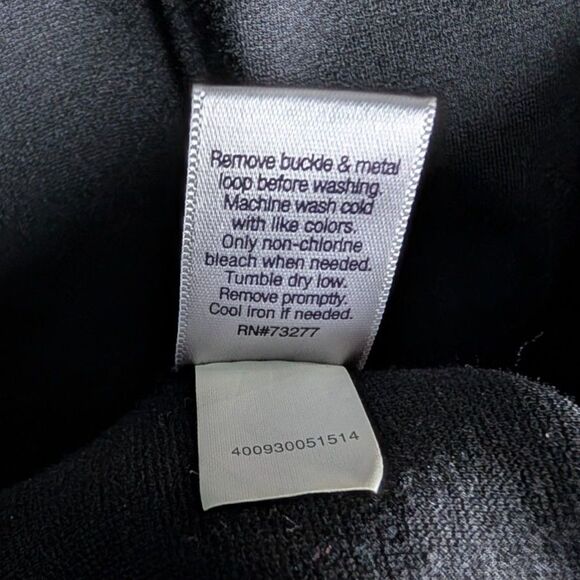 Remove buckle & metal
loop before washing.
Machine wash cold
with like colors.
Only non-chlorine
bleach when needed.
Tumble dry low.
Remove promptly.
Cool iron if needed.
RN#73277
400930051514